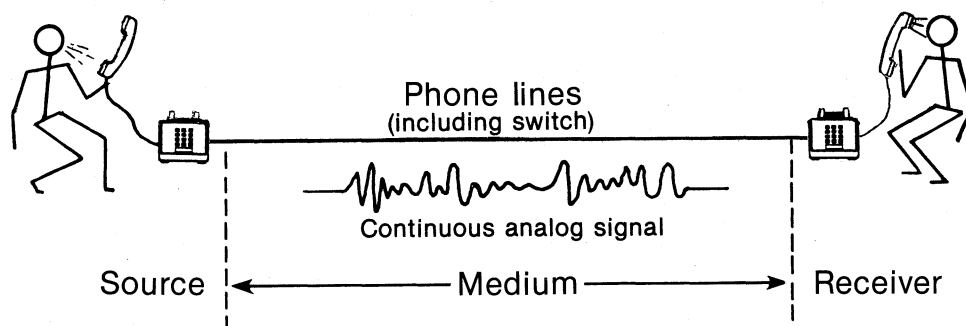 Phone lines
(including switch)
Continuous analog signal
Source
Medium
Receiver